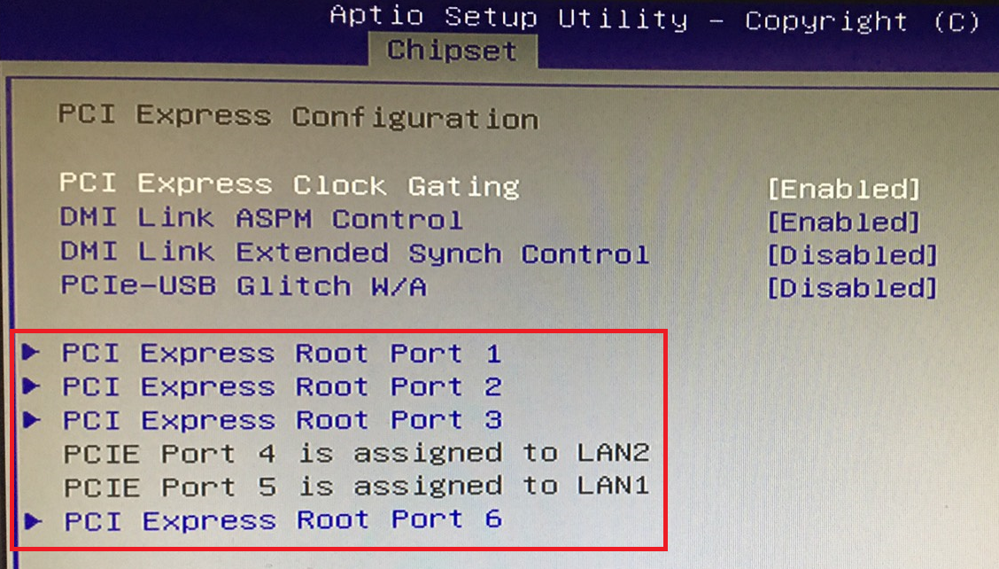 Aptio Setup Utility – Copyright (C)
Chipset
PCI Express Configuration
PCI Express Clock Gating [Enabled]
DMI Link ASPM Control [Enabled]
DMI Link Extended Synch Control [Disabled]
PCIe-USB Glitch W/A [Disabled]
► PCI Express Root Port 1
► PCI Express Root Port 2
► PCI Express Root Port 3
PCIE Port 4 is assigned to LAN2
PCIE Port 5 is assigned to LAN1
► PCI Express Root Port 6